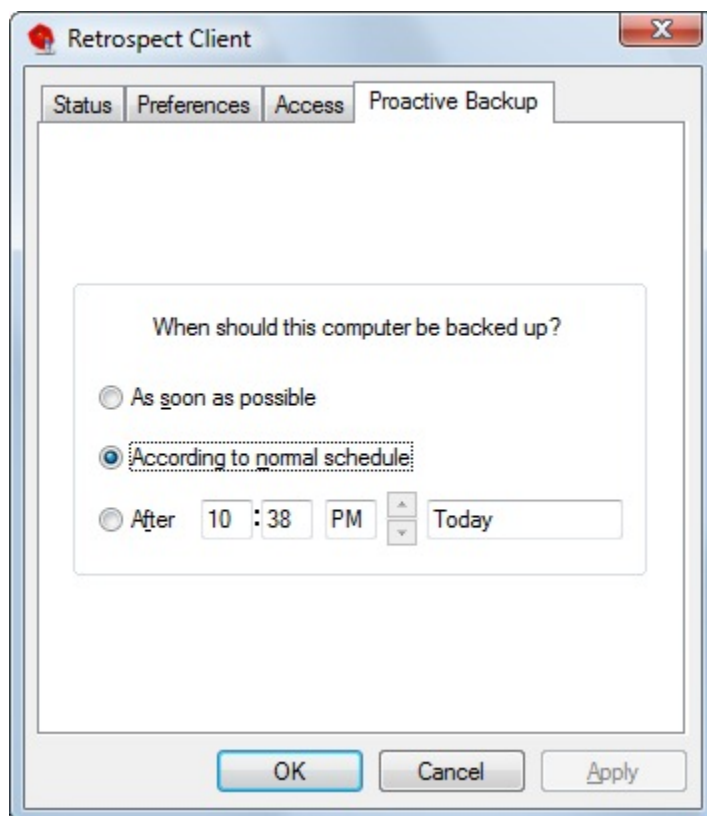 Retrospect Client
Status Preferences Access Proactive Backup
When should this computer be backed up?
As soon as possible
According to normal schedule
After 10 : 38 PM Today
OK Cancel Apply